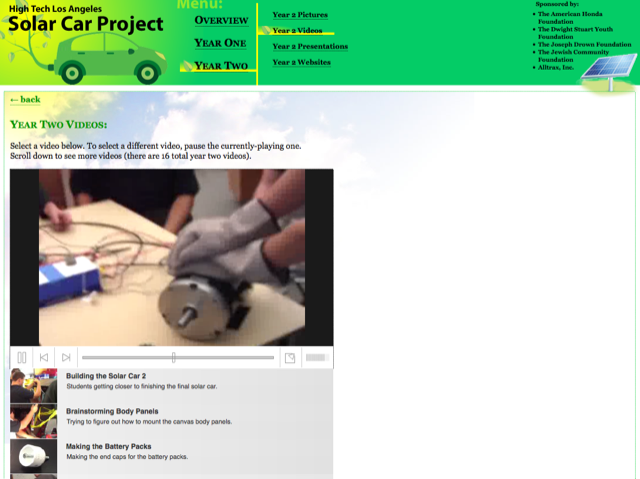 High Tech Los Angeles
Solar Car Project
Menu:
Overview
Year One
Year Two
Year 2 Pictures
Year 2 Videos
Year 2 Presentations
Year 2 Websites
Sponsored by:
• The American Honda
Foundation
• The Dwight Stuart Youth
Foundation
• The Joseph Drown Foundation
• The Jewish Community
Foundation
• Alltrax, Inc.
← back
Year Two Videos:
Select a video below. To select a different video, pause the currently-playing one.
Scroll down to see more videos (there are 16 total year two videos).
Building the Solar Car 2
Students getting closer to finishing the final solar car.
Brainstorming Body Panels
Trying to figure out how to mount the canvas body panels.
Making the Battery Packs
Making the end caps for the battery packs.